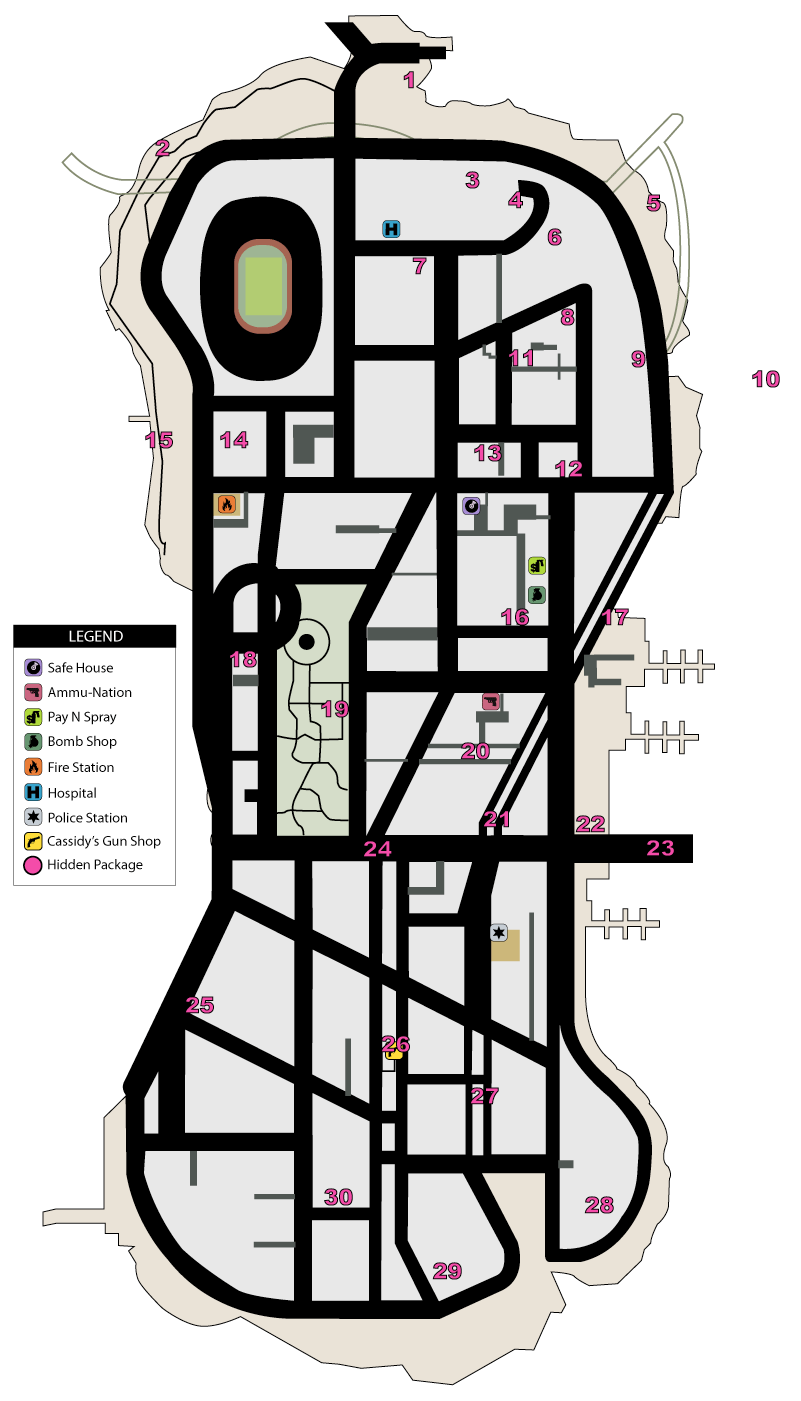 1
2
3
4
5
6
H
7
8
9
11
10
14
15
13
12
16
17
LEGEND
Safe House
Ammu-Nation
Pay N Spray
Bomb Shop
Fire Station
H Hospital
Police Station
Cassidy's Gun Shop
Hidden Package
18
19
20
21
22
23
24
25
26
27
28
30
29